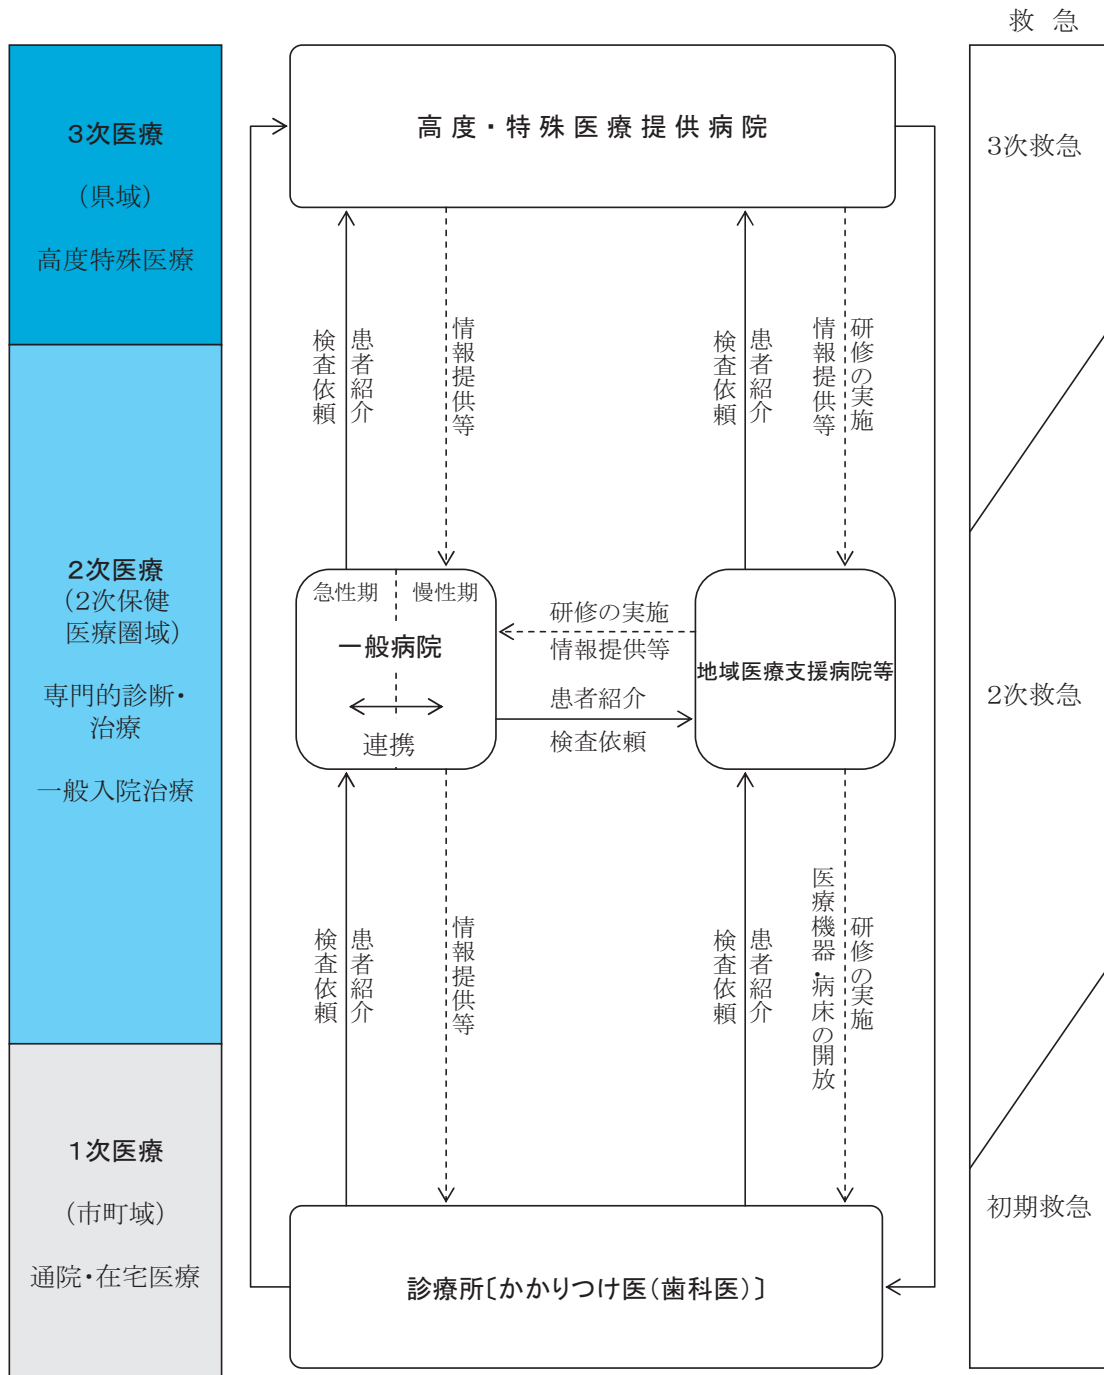 救急
3次医療
(県域)
高度特殊医療
2次医療
(2次保健
医療圏域)
専門的診断・
治療
一般入院治療
1次医療
(市町域)
通院・在宅医療
高度・特殊医療提供病院
検査依頼
患者紹介
情報提供等
検査依頼
患者紹介
情報提供等
研修の実施
急性期
慢性期
一般病院
連携
研修の実施
情報提供等
患者紹介
検査依頼
地域医療支援病院等
検査依頼
患者紹介
情報提供等
検査依頼
患者紹介
医療機器・病床の開放
研修の実施
診療所〔かかりつけ医(歯科医)〕
3次救急
2次救急
初期救急